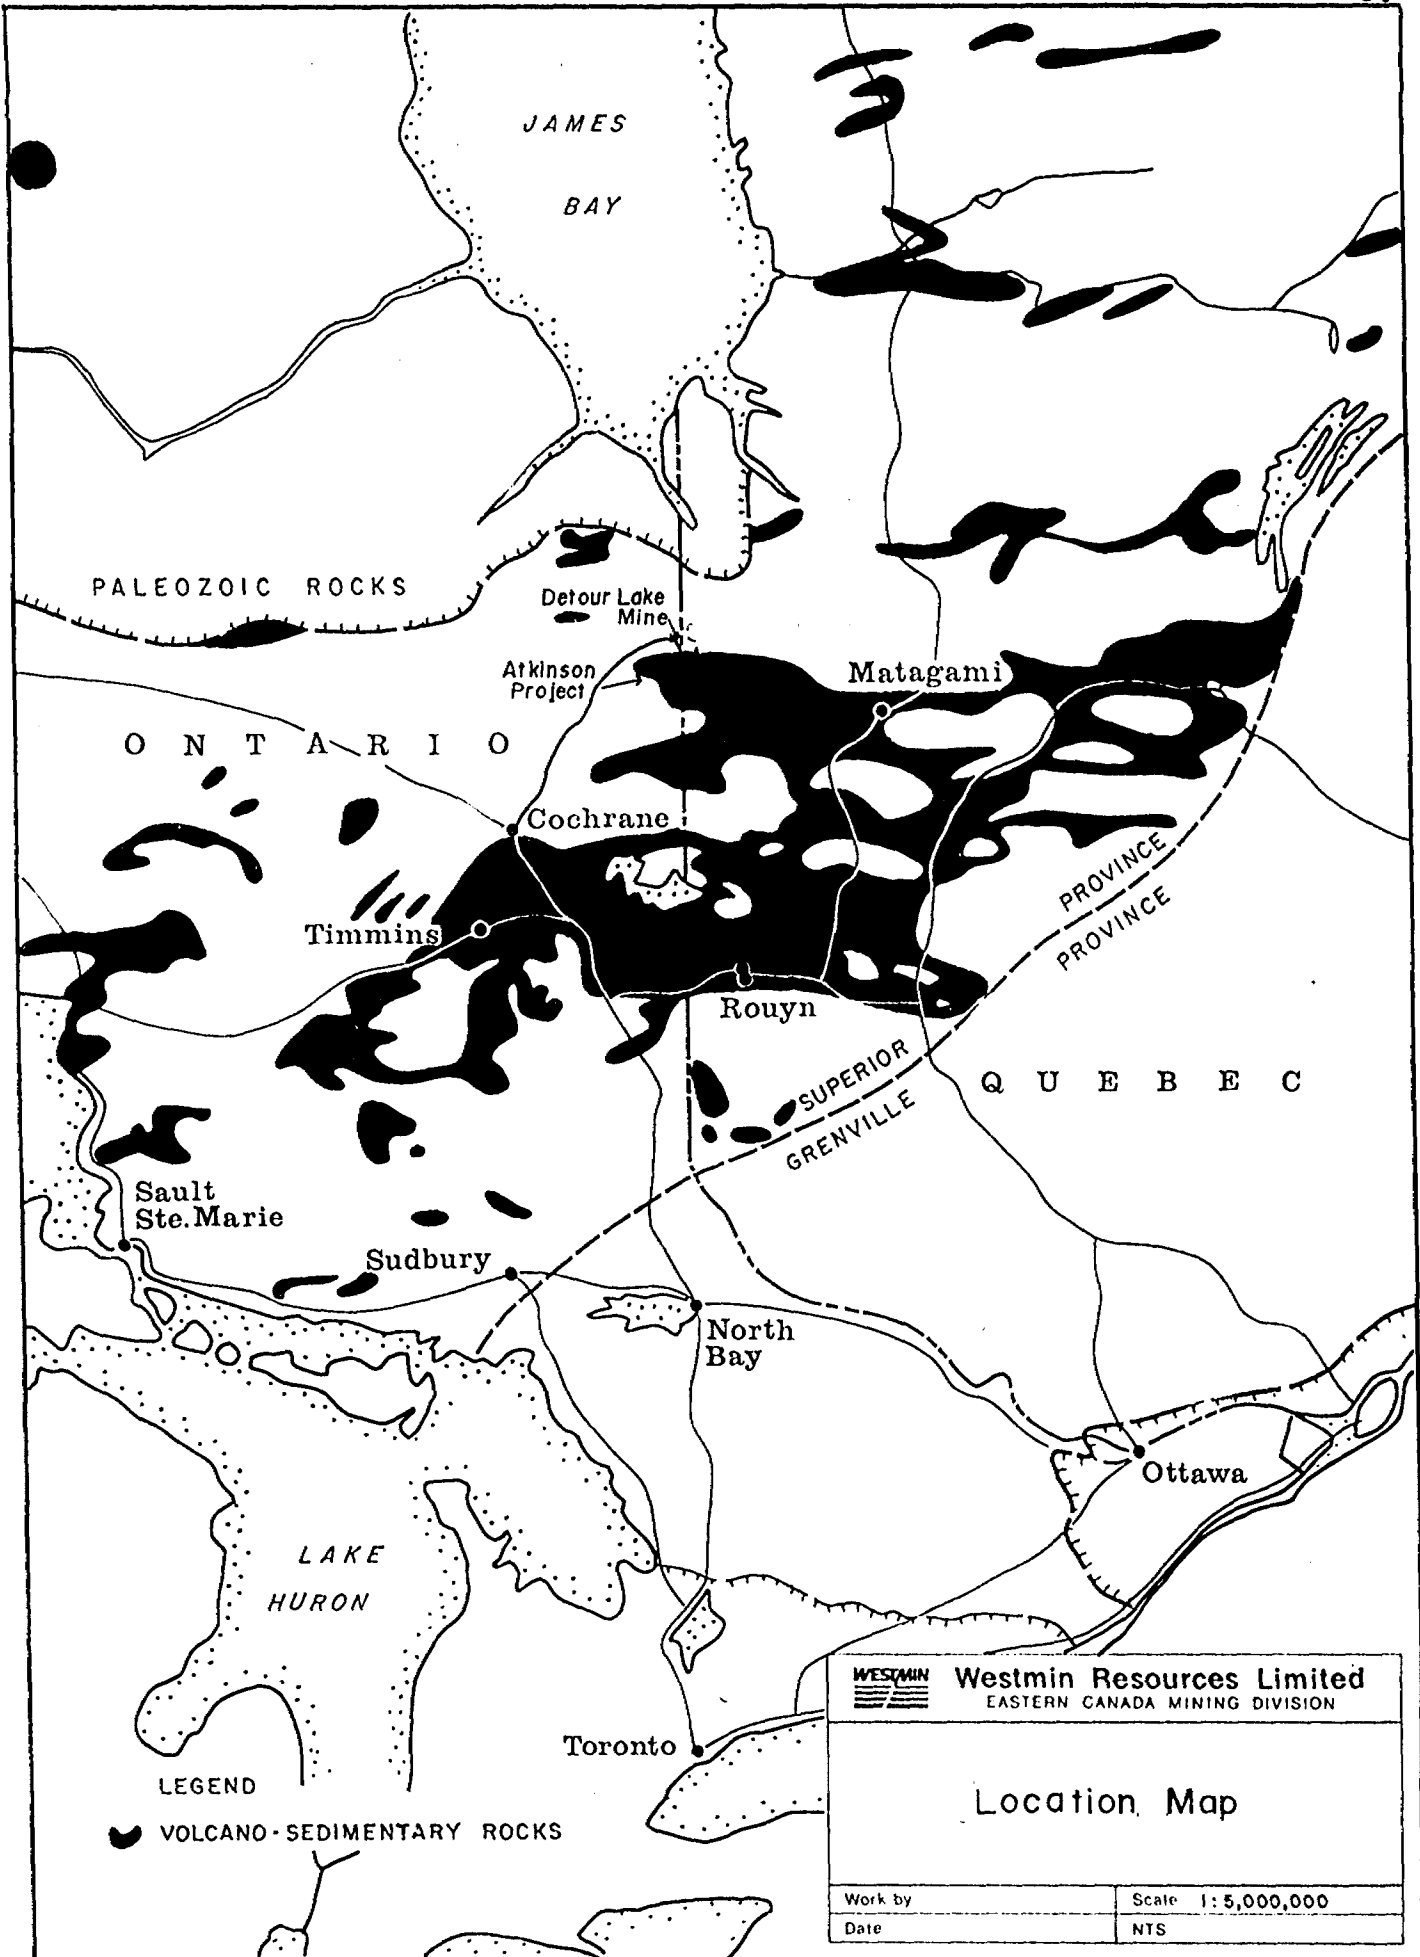 JAMES
BAY
PALEOZOIC ROCKS
Detour Lake
Mine
Atkinson
Project
Matagami
ONTARIO
Cochrane
PROVINCE
PROVINCE
Timmins
Rouyn
SUPERIOR
GRENVILLE
QUEBEC
Sault
Ste. Marie
Sudbury
North
Bay
Ottawa
LAKE
HURON
Toronto
LEGEND
VOLCANO-SEDIMENTARY ROCKS
WESTMIN
Westmin Resources Limited
EASTERN CANADA MINING DIVISION
Location Map
Work by
Scale 1:5,000,000
Date
NTS